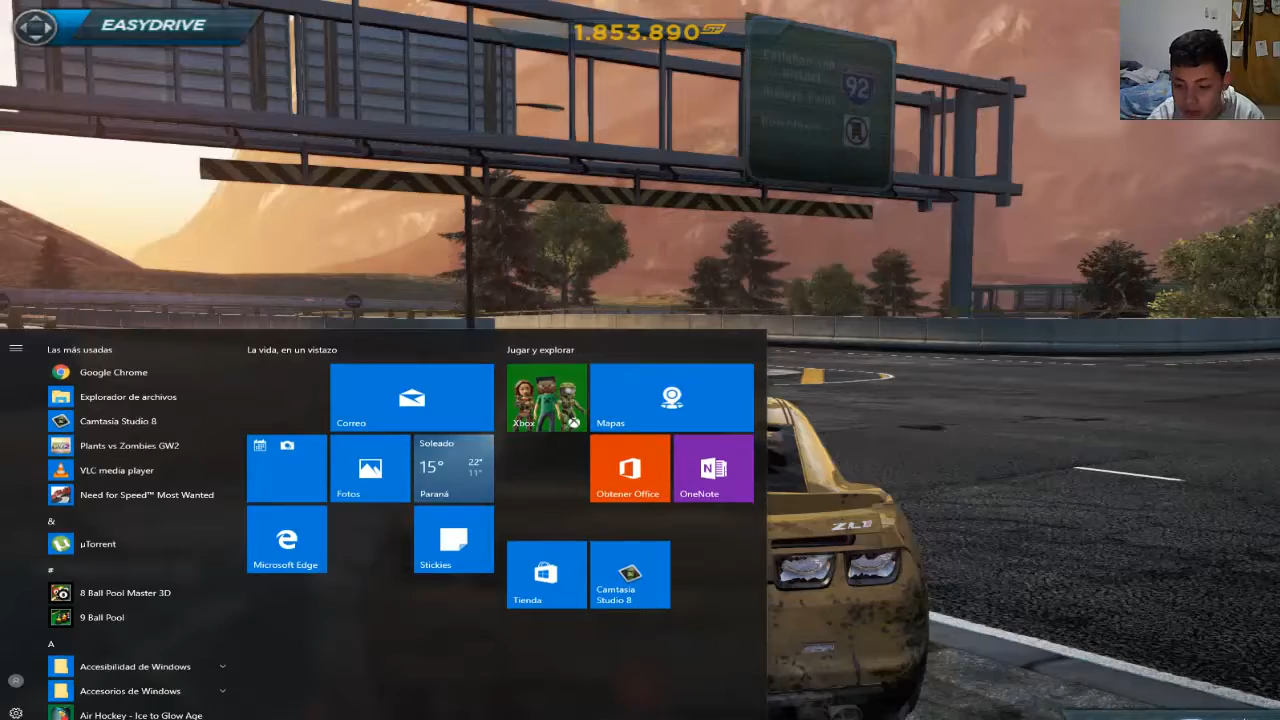 EASYDRIVE
1.853.890 SP
92
Las más usadas
La vida, en un vistazo
Jugar y explorar
Google Chrome
Explorador de archivos
Camtasia Studio 8
Plants vs Zombies GW2
VLC media player
Need for Speed™ Most Wanted
&
µTorrent
#
8 Ball Pool Master 3D
9 Ball Pool
A
Accesibilidad de Windows
Accesorios de Windows
Air Hockey - Ice to Glow Age
Correo
Fotos
Soleado
15°
22°
11°
Paraná
Microsoft Edge
Stickies
Xbox
Mapas
Obtener Office
N
OneNote
Tienda
Camtasia
Studio 8
ZL1